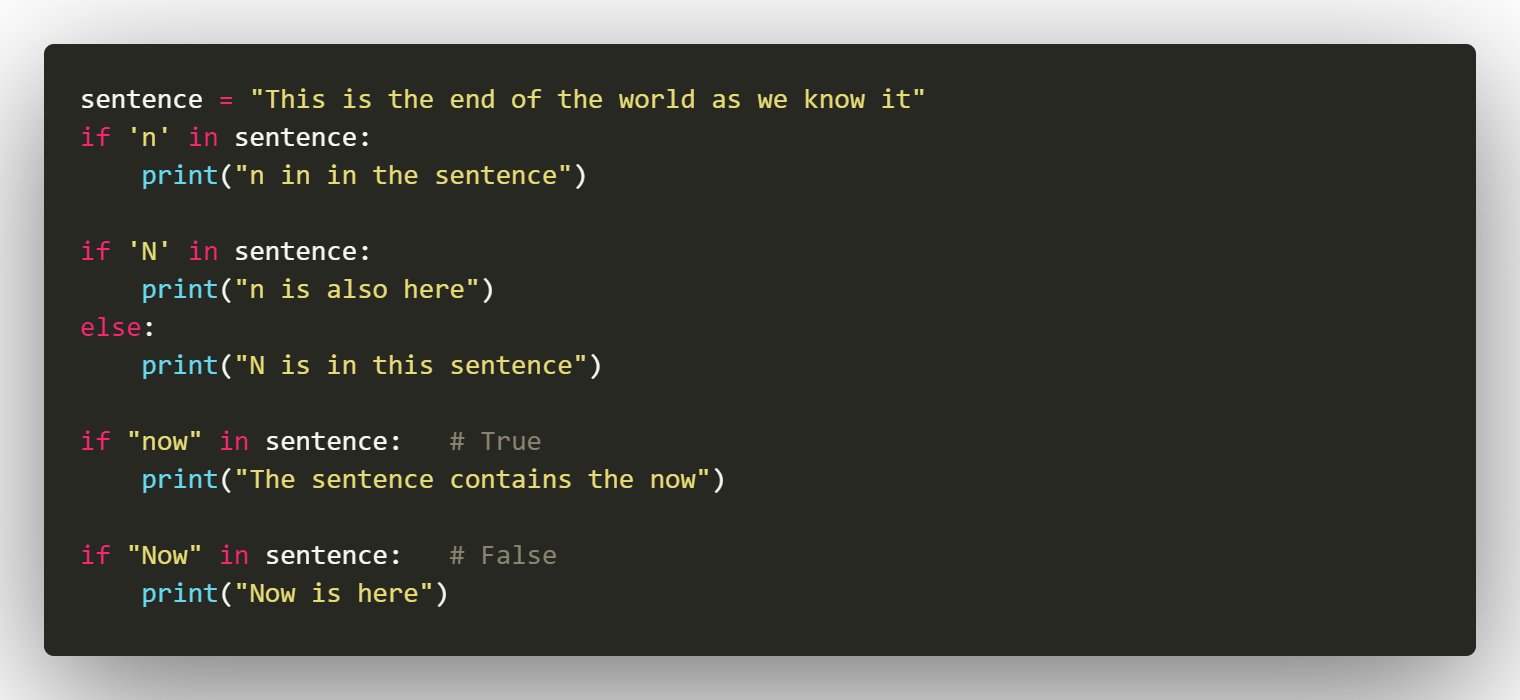 sentence = "This is the end of the world as we know it"
if 'n' in sentence:
    print("n in in the sentence")

if 'N' in sentence:
    print("n is also here")
else:
    print("N is in this sentence")

if "now" in sentence:   # True
    print("The sentence contains the now")

if "Now" in sentence:   # False
    print("Now is here")